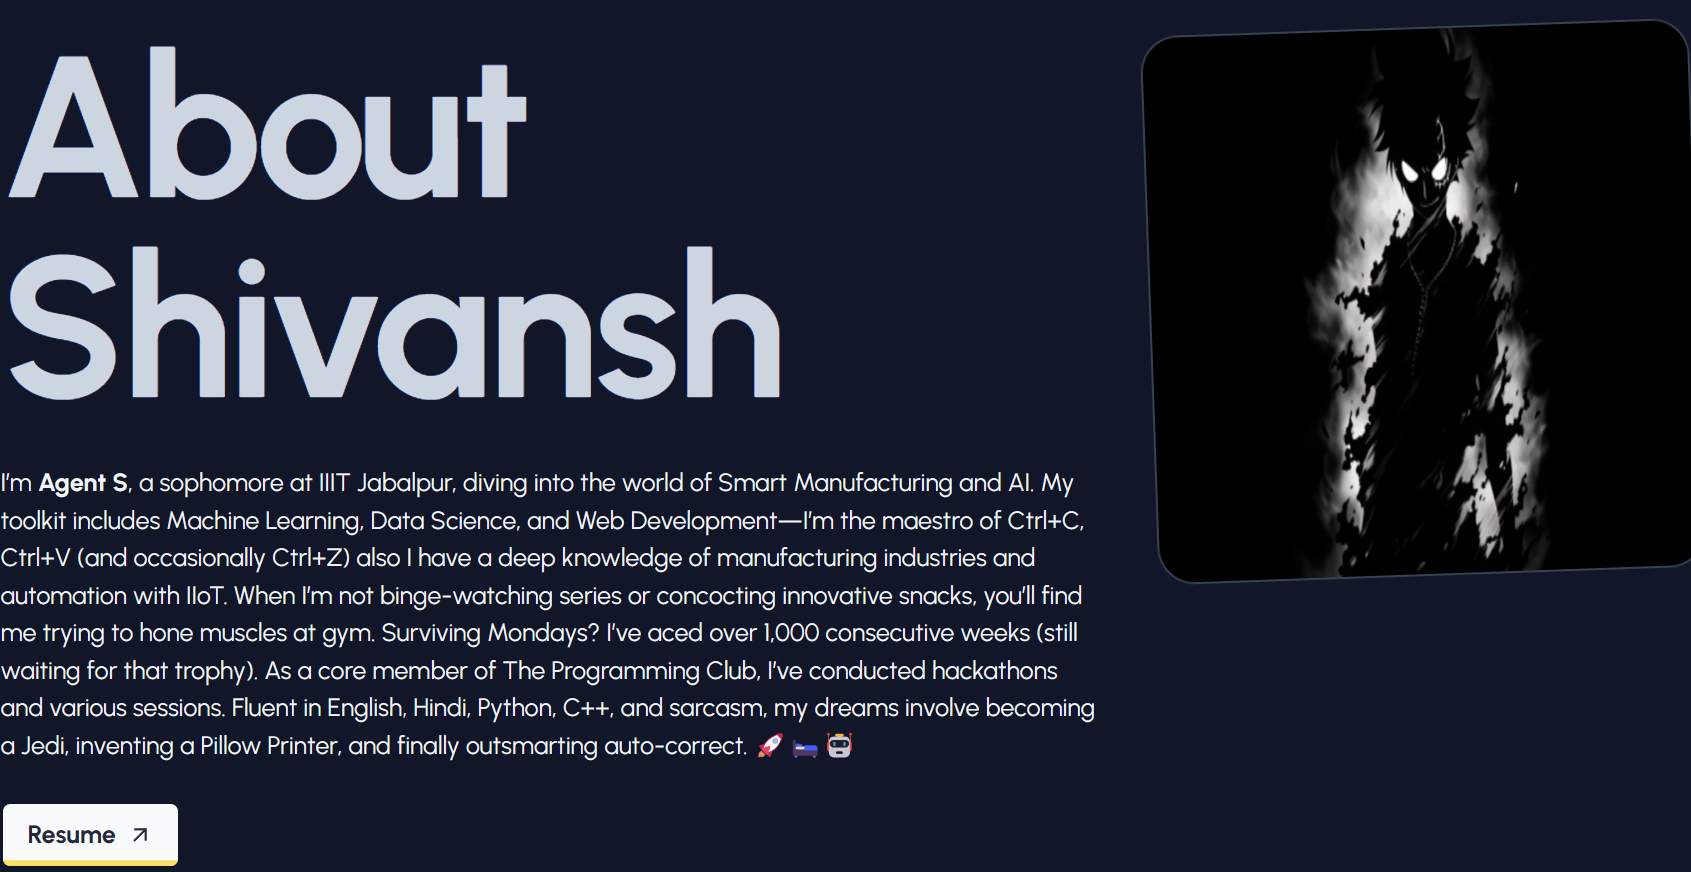 About
Shivansh
I'm Agent S, a sophomore at IIIT Jabalpur, diving into the world of Smart Manufacturing and AI. My
toolkit includes Machine Learning, Data Science, and Web Development—I'm the maestro of Ctrl+C,
Ctrl+V (and occasionally Ctrl+Z) also I have a deep knowledge of manufacturing industries and
automation with IIoT. When I'm not binge-watching series or concocting innovative snacks, you'll find
me trying to hone muscles at gym. Surviving Mondays? I've aced over 1,000 consecutive weeks (still
waiting for that trophy). As a core member of The Programming Club, I've conducted hackathons
and various sessions. Fluent in English, Hindi, Python, C++, and sarcasm, my dreams involve becoming
a Jedi, inventing a Pillow Printer, and finally outsmarting auto-correct. 🚀 🛏️ 🤖
Resume